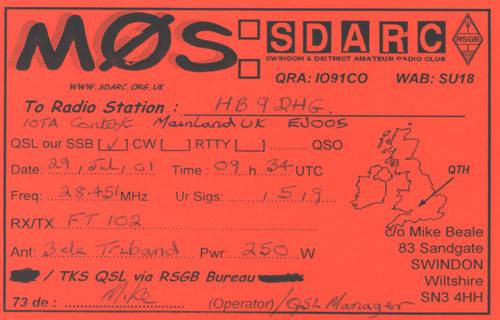 MØS: SDARC
SWINDON & DISTRICT AMATEUR RADIO CLUB
RSGB
WWW.SDARC.ORG.UK
QRA: IO91CO WAB: SU18
To Radio Station : HB9DHG
IOTA Contest Mainland UK EJ005
QSL our SSB [✓] CW [ ] RTTY [ ] QSO
Date: 29 / Jul / 01 Time : 09 h 34 UTC
Freq: 28.451 MHz Ur Sigs / 5 / 9
QTH
RX/TX FT 102
Ant: 3ele Triband Pwr: 250 W
/ TKS QSL via RSGB Bureau
73 de : Mike (Operator) / QSL Manager
c/o Mike Beale
83 Sandgate
SWINDON
Wiltshire
SN3 4HH